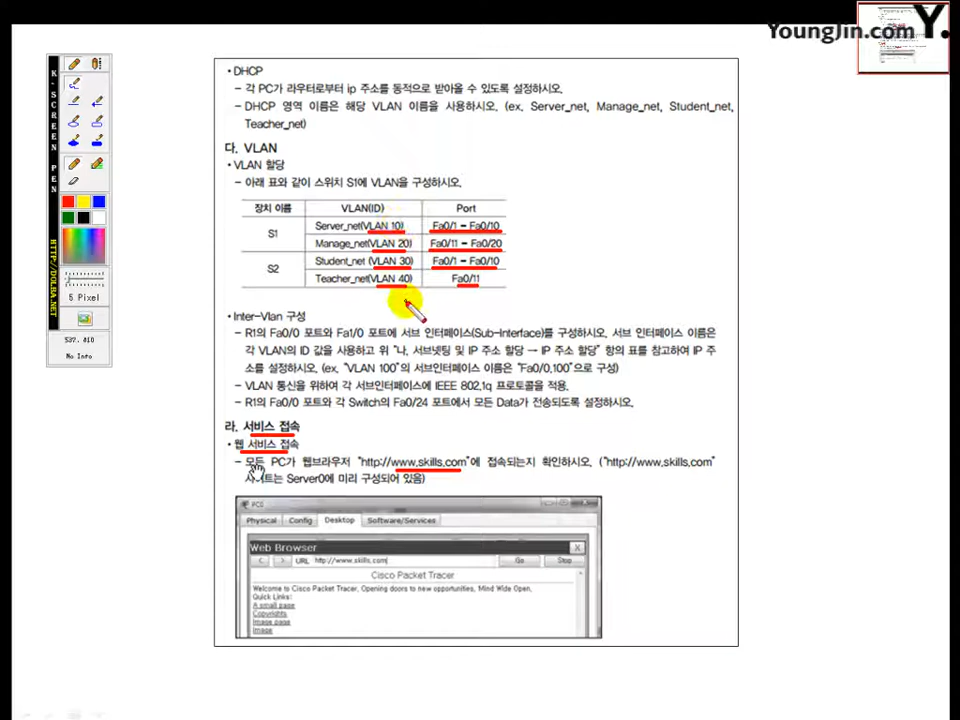 YoungJin.com Y.
K-SCREEN PEN
HTTP://DOLBA.NET
5 Pixel
537, 410
No Info
・DHCP
- 각 PC가 라우터로부터 ip 주소를 동적으로 받아올 수 있도록 설정하시오.
- DHCP 영역 이름은 해당 VLAN 이름을 사용하시오. (ex. Server_net, Manage_net, Student_net,
Teacher_net)
다. VLAN
・VLAN 할당
- 아래 표와 같이 스위치 S1에 VLAN을 구성하시오.
장치 이름 VLAN(ID) Port
S1 Server_net(VLAN 10) Fa0/1 - Fa0/10
Manage_net(VLAN 20) Fa0/11 - Fa0/20
S2 Student_net (VLAN 30) Fa0/1 - Fa0/10
Teacher_net(VLAN 40) Fa0/11
・Inter-Vlan 구성
- R1의 Fa0/0 포트와 Fa1/0 포트에 서브 인터페이스(Sub-Interface)를 구성하시오. 서브 인터페이스 이름은
각 VLAN의 ID 값을 사용하고 위 "나. 서브넷팅 및 IP 주소 할당 → IP 주소 할당" 항의 표를 참고하여 IP 주
소를 설정하시오. (ex. "VLAN 100"의 서브인터페이스 이름은 "Fa0/0.100"으로 구성)
- VLAN 통신을 위하여 각 서브인터페이스에 IEEE 802.1q 프로토콜을 적용.
- R1의 Fa0/0 포트와 각 Switch의 Fa0/24 포트에서 모든 Data가 전송되도록 설정하시오.
라. 서비스 접속
・웹 서비스 접속
- 모든 PC가 웹브라우저 "http://www.skills.com"에 접속되는지 확인하시오. ("http://www.skills.com"
사이트는 Server0에 미리 구성되어 있음)
PC0
Physical Config Desktop Software/Services
Web Browser X
< > URL http://www.skills.com Go Stop
Cisco Packet Tracer
Welcome to Cisco Packet Tracer, Opening doors to new opportunities, Mind Wide Open.
Quick Links:
A small page
Copyrights
Image page
Image